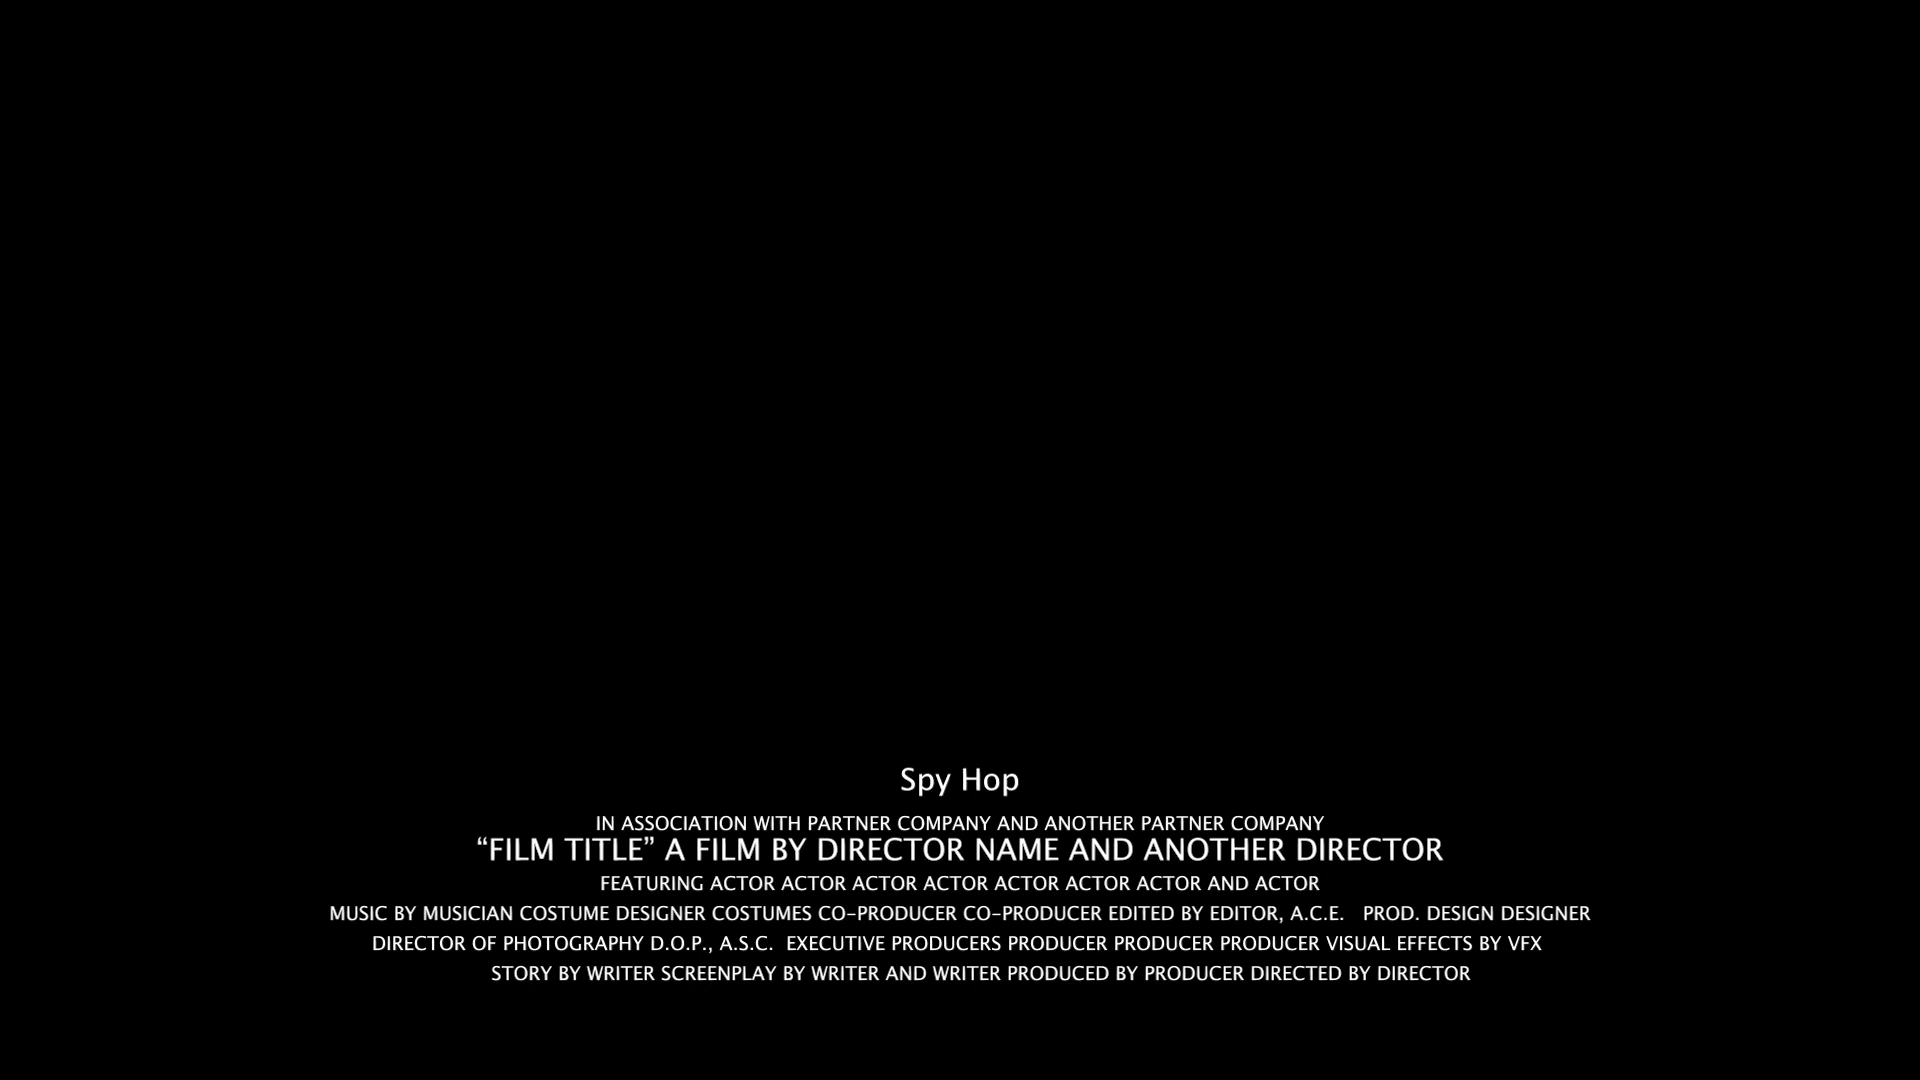 Spy Hop
IN ASSOCIATION WITH PARTNER COMPANY AND ANOTHER PARTNER COMPANY
“FILM TITLE” A FILM BY DIRECTOR NAME AND ANOTHER DIRECTOR
FEATURING ACTOR ACTOR ACTOR ACTOR ACTOR ACTOR ACTOR AND ACTOR
MUSIC BY MUSICIAN COSTUME DESIGNER COSTUMES CO-PRODUCER CO-PRODUCER EDITED BY EDITOR, A.C.E. PROD. DESIGN DESIGNER
DIRECTOR OF PHOTOGRAPHY D.O.P., A.S.C. EXECUTIVE PRODUCERS PRODUCER PRODUCER PRODUCER VISUAL EFFECTS BY VFX
STORY BY WRITER SCREENPLAY BY WRITER AND WRITER PRODUCED BY PRODUCER DIRECTED BY DIRECTOR